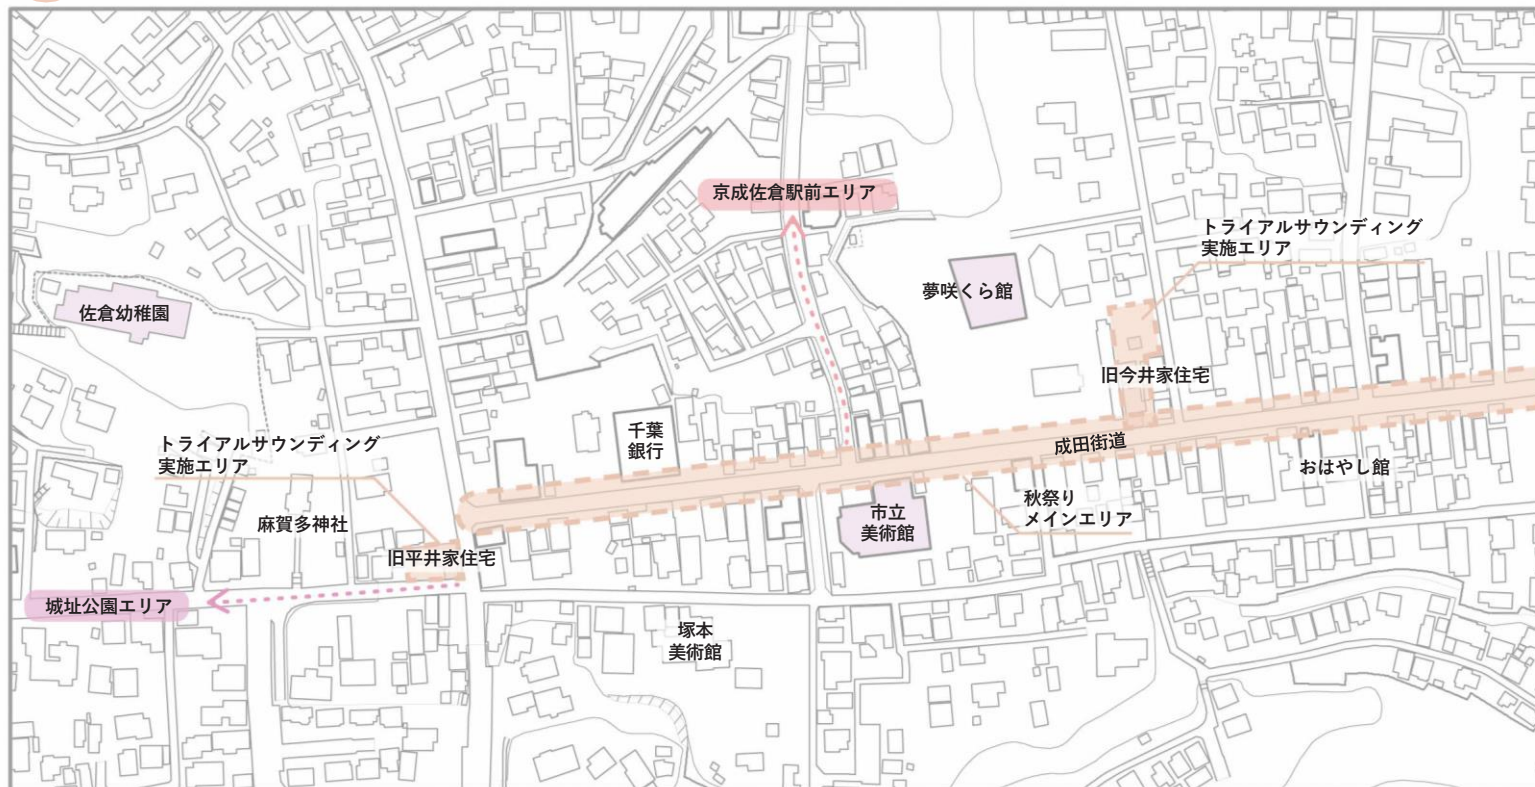 京成佐倉駅前エリア
トライアルサウンディング
実施エリア
夢咲くら館
佐倉幼稚園
旧今井家住宅
千葉
銀行
成田街道
トライアルサウンディング
実施エリア
おはやし館
秋祭り
メインエリア
市立
美術館
麻賀多神社
旧平井家住宅
城址公園エリア
塚本
美術館